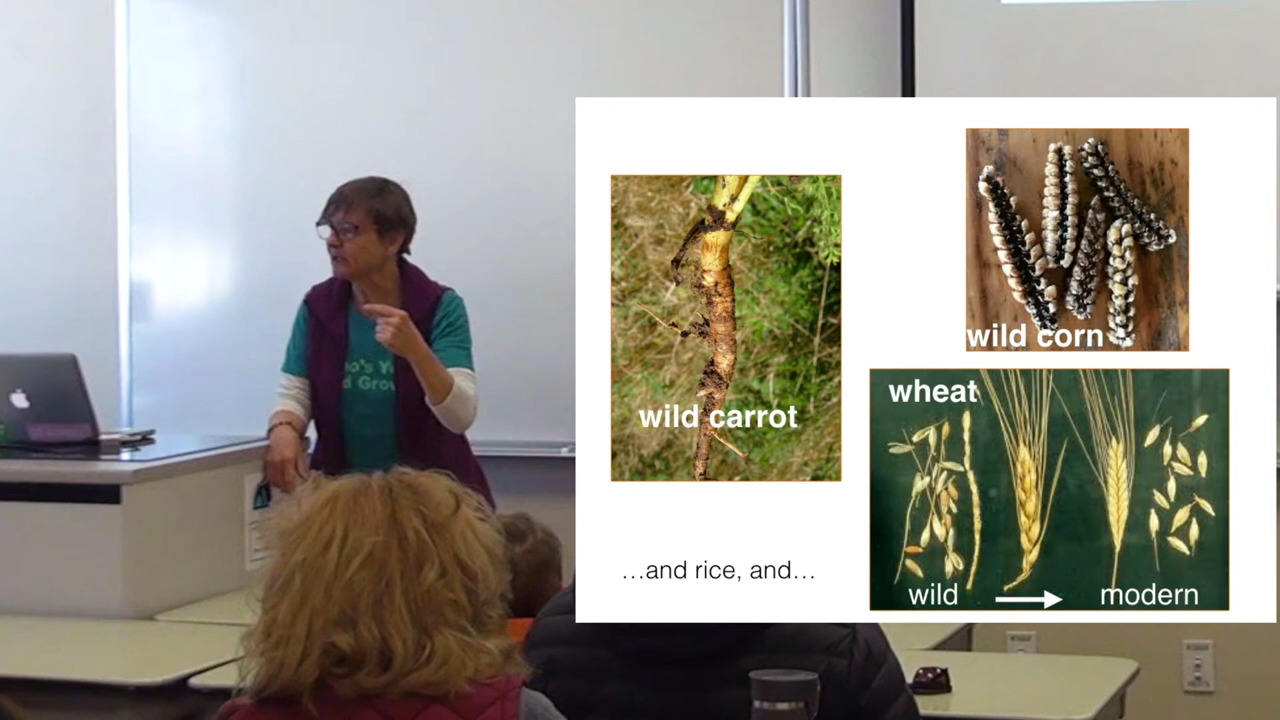 wild corn
wild carrot
wheat
wild
modern
…and rice, and…